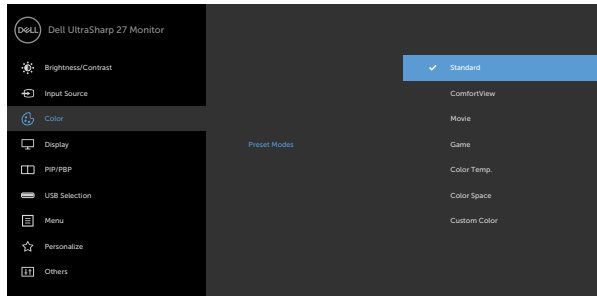 DELL Dell UltraSharp 27 Monitor
Brightness/Contrast
Input Source
Color
Display
PIP/PBP
USB Selection
Menu
Personalize
Others
Preset Modes
Standard
ComfortView
Movie
Game
Color Temp.
Color Space
Custom Color